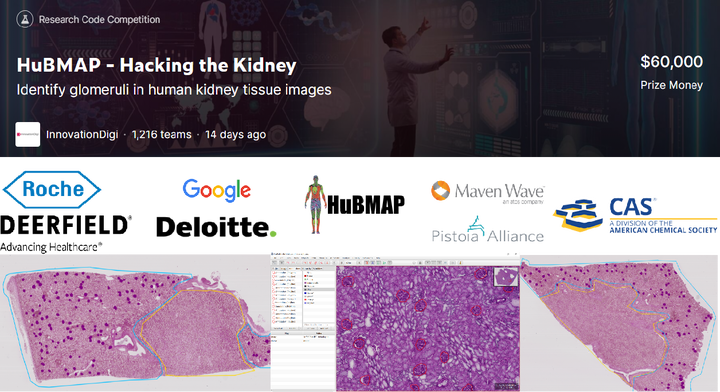 Research Code Competition
HuBMAP - Hacking the Kidney
Identify glomeruli in human kidney tissue images
$60,000
Prize Money
InnovationDigi · 1,216 teams · 14 days ago
Roche
Google
HuBMAP
Maven Wave
an atos company
CAS
A DIVISION OF THE
AMERICAN CHEMICAL SOCIETY
DEERFIELD®
Advancing Healthcare®
Deloitte.
Pistoia Alliance